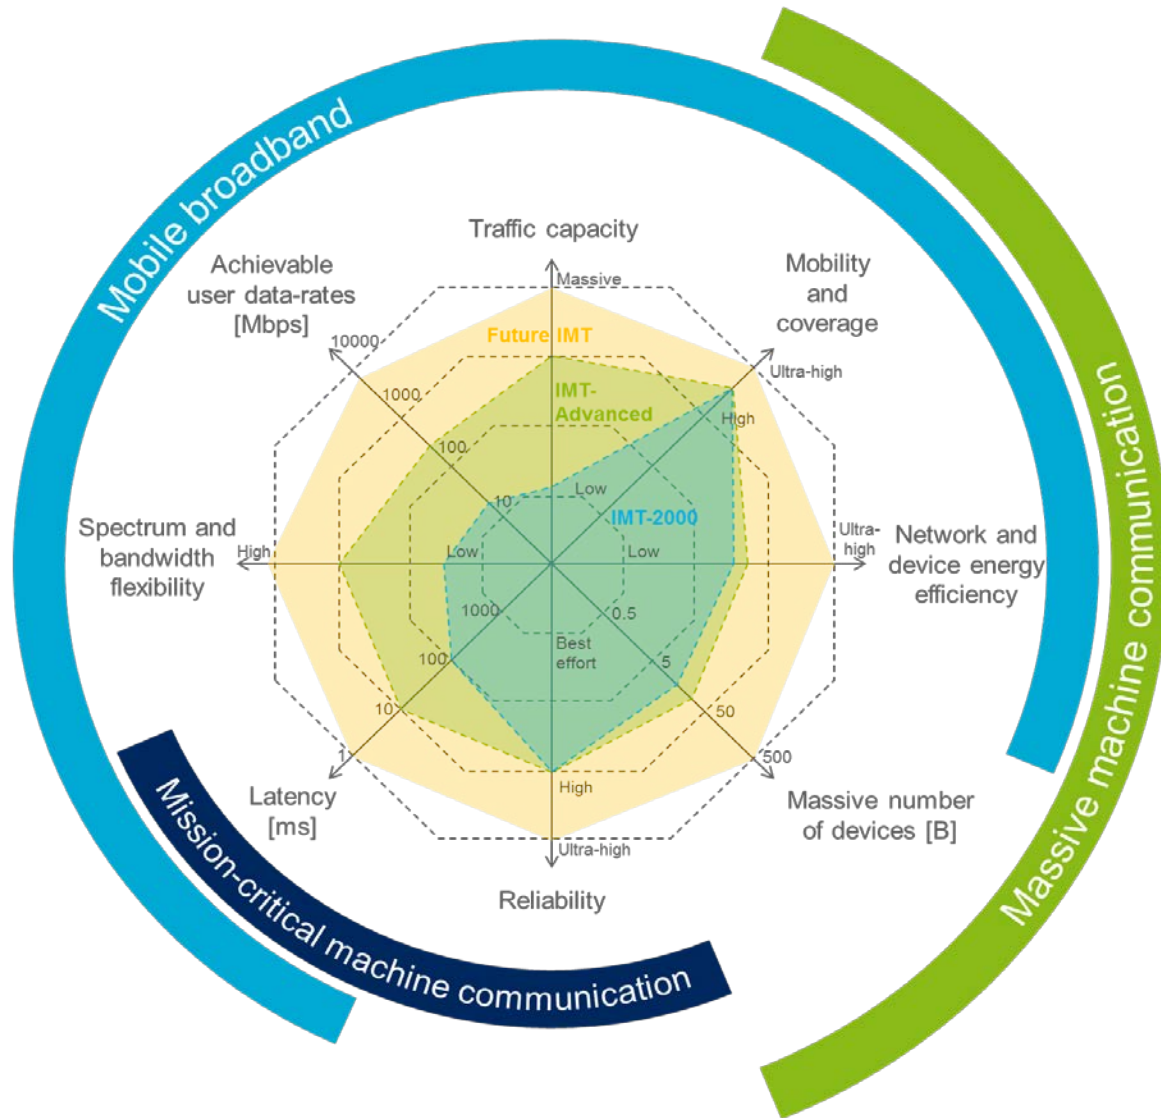 Mobile broadband
Massive machine communication
Mission-critical machine communication
Traffic capacity
Massive
Low
Mobility
and
coverage
Ultra-high
High
Network and
device energy
efficiency
Ultra-
high
Low
Massive number
of devices [B]
0.5
5
50
500
Reliability
Best
effort
High
Ultra-high
Latency
[ms]
1000
100
10
1
Spectrum and
bandwidth
flexibility
High
Low
Achievable
user data-rates
[Mbps]
10000
1000
100
10
Future IMT
IMT-
Advanced
IMT-2000